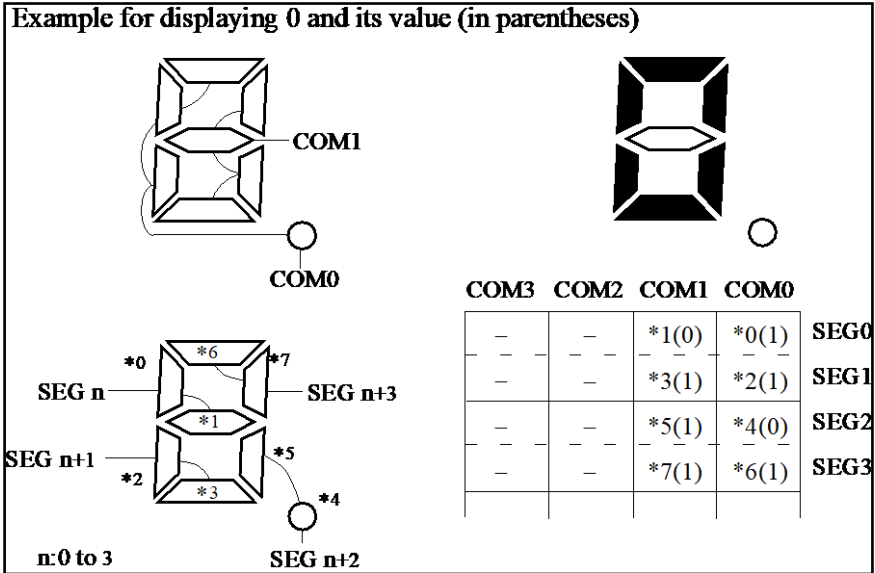 Example for displaying 0 and its value (in parentheses)
COM1
COM0
*0
*6
*7
SEG n
SEG n+3
*1
SEG n+1
*5
*2
*3
*4
n:0 to 3
SEG n+2
COM3 COM2 COM1 COM0
– – *1(0) *0(1) SEG0
– – *3(1) *2(1) SEG1
– – *5(1) *4(0) SEG2
– – *7(1) *6(1) SEG3